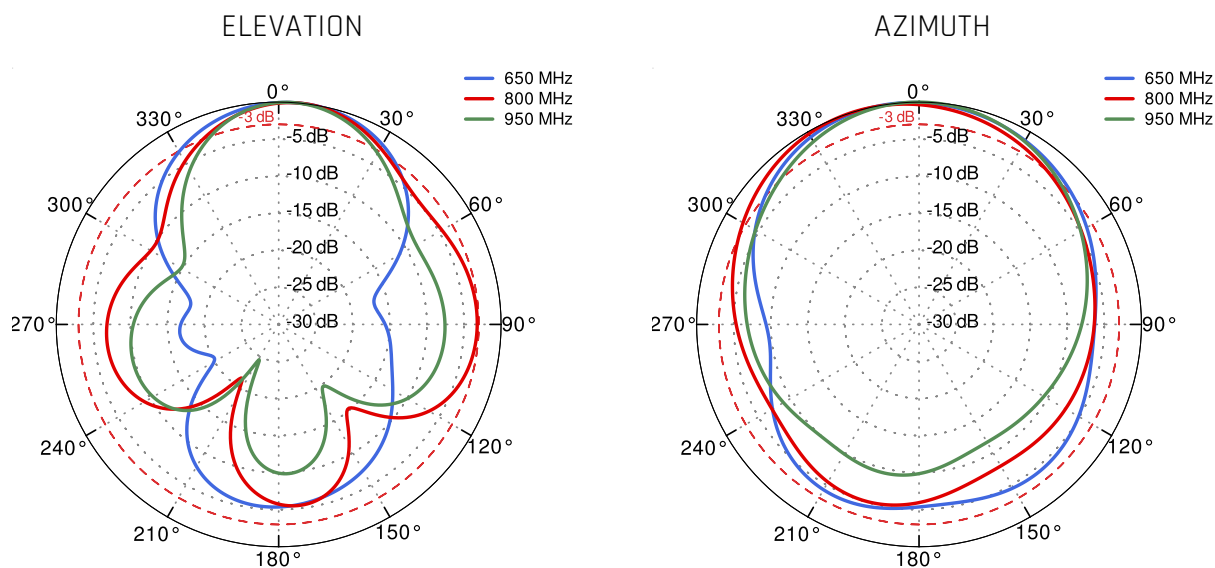 ELEVATION
650 MHz
800 MHz
950 MHz
0°
330°
30°
-3 dB
-5 dB
-10 dB
300°
60°
-15 dB
-20 dB
-25 dB
270°
-30 dB
90°
240°
120°
210°
150°
180°
AZIMUTH
650 MHz
800 MHz
950 MHz
0°
330°
30°
-3 dB
-5 dB
-10 dB
300°
60°
-15 dB
-20 dB
-25 dB
270°
-30 dB
90°
240°
120°
210°
150°
180°